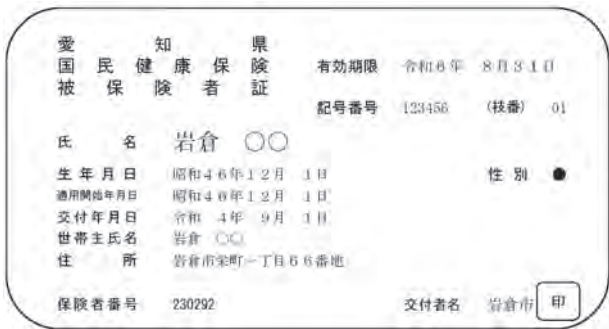 愛知県
国民健康保険
被保険者証
有効期限 令和6年 8月31日
記号番号 123456 (枝番) 01
氏名 岩倉 〇〇
生年月日 昭和46年12月 1日
性別 ●
適用開始年月日 昭和46年12月 1日
交付年月日 令和 4年 9月 1日
世帯主氏名 岩倉 〇〇
住所 岩倉市栄町一丁目66番地
保険者番号 230292
交付者名 岩倉市 印